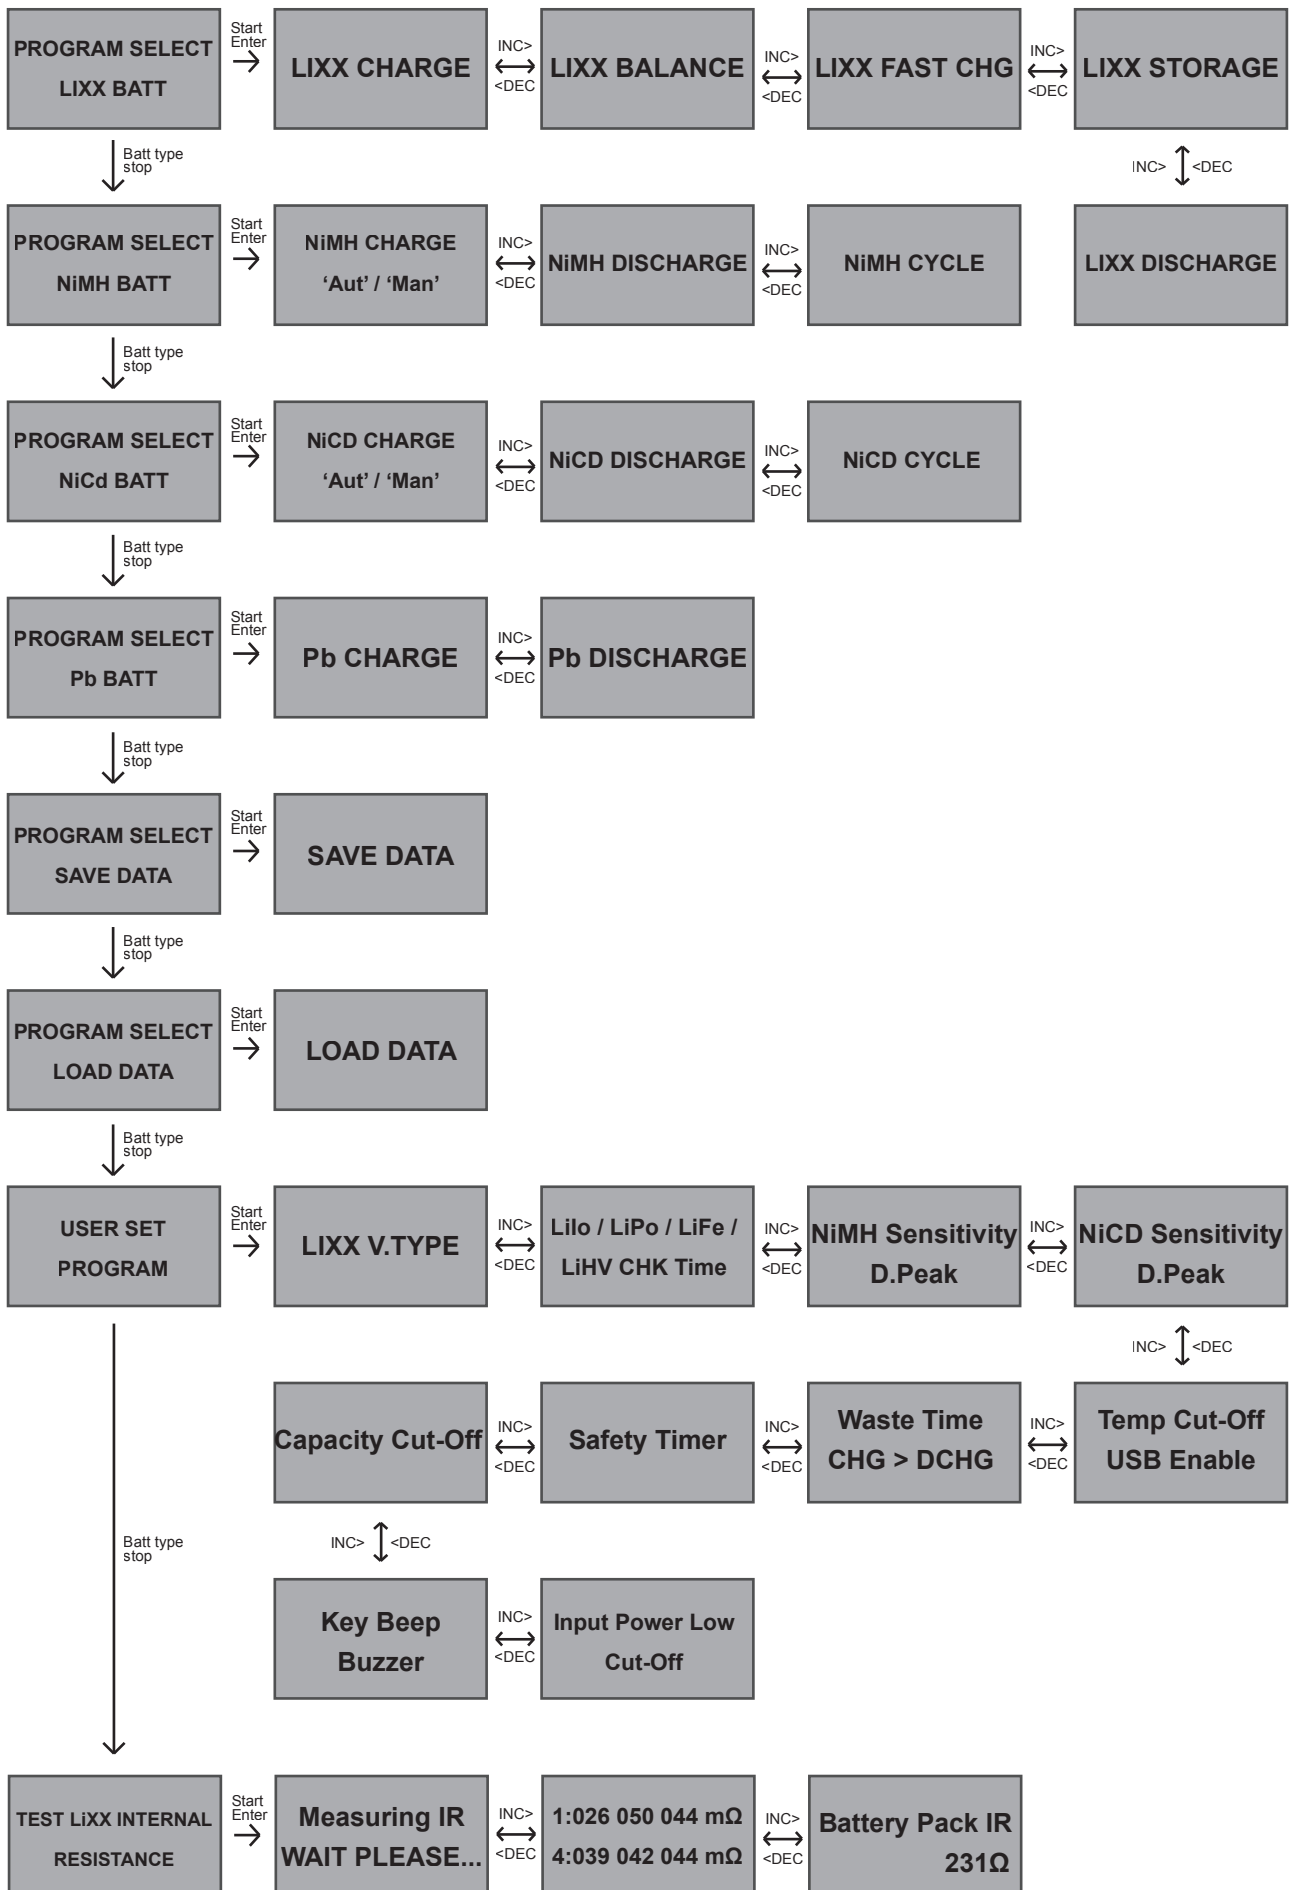 PROGRAM SELECT
LIXX BATT
Start
Enter
LIXX CHARGE
INC>
<DEC
LIXX BALANCE
INC>
<DEC
LIXX FAST CHG
INC>
<DEC
LIXX STORAGE
Batt type
stop
INC>
<DEC
PROGRAM SELECT
NiMH BATT
Start
Enter
NiMH CHARGE
‘Aut’ / ‘Man’
INC>
<DEC
NiMH DISCHARGE
INC>
<DEC
NiMH CYCLE
LIXX DISCHARGE
Batt type
stop
PROGRAM SELECT
NiCd BATT
Start
Enter
NiCD CHARGE
‘Aut’ / ‘Man’
INC>
<DEC
NiCD DISCHARGE
INC>
<DEC
NiCD CYCLE
Batt type
stop
PROGRAM SELECT
Pb BATT
Start
Enter
Pb CHARGE
INC>
<DEC
Pb DISCHARGE
Batt type
stop
PROGRAM SELECT
SAVE DATA
Start
Enter
SAVE DATA
Batt type
stop
PROGRAM SELECT
LOAD DATA
Start
Enter
LOAD DATA
Batt type
stop
USER SET
PROGRAM
Start
Enter
LIXX V.TYPE
INC>
<DEC
LiIo / LiPo / LiFe /
LiHV CHK Time
INC>
<DEC
NiMH Sensitivity
D.Peak
INC>
<DEC
NiCD Sensitivity
D.Peak
INC>
<DEC
Capacity Cut-Off
INC>
<DEC
Safety Timer
INC>
<DEC
Waste Time
CHG > DCHG
INC>
<DEC
Temp Cut-Off
USB Enable
Batt type
stop
INC>
<DEC
Key Beep
Buzzer
INC>
<DEC
Input Power Low
Cut-Off
TEST LiXX INTERNAL
RESISTANCE
Start
Enter
Measuring IR
WAIT PLEASE...
INC>
<DEC
1:026 050 044 mΩ
4:039 042 044 mΩ
INC>
<DEC
Battery Pack IR
231Ω